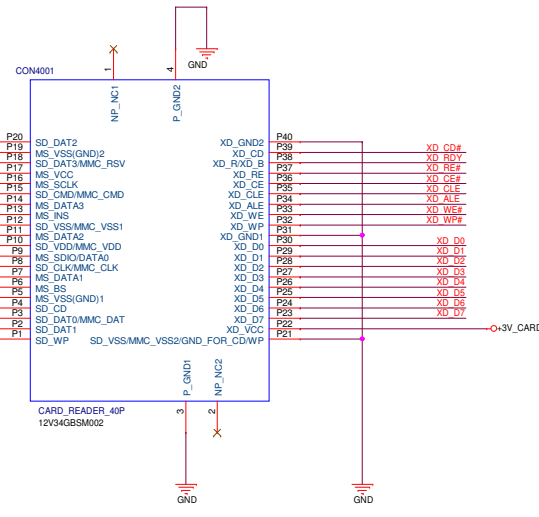 GND
CON4001
1
4
NP_NC1
P_GND2
P20 SD_DAT2 XD_GND2 P40
P19 MS_VSS(GND)2 XD_CD P39 XD_CD#
P18 SD_DAT3/MMC_RSV XD_R/XD_B P38 XD_RDY
P17 MS_VCC XD_RE P37 XD_RE#
P16 MS_SCLK XD_CE P36 XD_CE#
P15 SD_CMD/MMC_CMD XD_CLE P35 XD_CLE
P14 MS_DATA3 XD_ALE P34 XD_ALE
P13 MS_INS XD_WE P33 XD_WE#
P12 SD_VSS/MMC_VSS1 XD_WP P32 XD_WP#
P11 MS_DATA2 XD_GND1 P31
P10 SD_VDD/MMC_VDD XD_D0 P30 XD_D0
P9 MS_SDIO/DATA0 XD_D1 P29 XD_D1
P8 SD_CLK/MMC_CLK XD_D2 P28 XD_D2
P7 MS_DATA1 XD_D3 P27 XD_D3
P6 MS_BS XD_D4 P26 XD_D4
P5 MS_VSS(GND)1 XD_D5 P25 XD_D5
P4 SD_CD XD_D6 P24 XD_D6
P3 SD_DAT0/MMC_DAT XD_D7 P23 XD_D7
P2 SD_DAT1 XD_VCC P22 +3V_CARD
P1 SD_WP SD_VSS/MMC_VSS2/GND_FOR_CD/WP P21
P_GND1
NP_NC2
3
2
CARD_READER_40P
12V34GBSM002
GND
GND